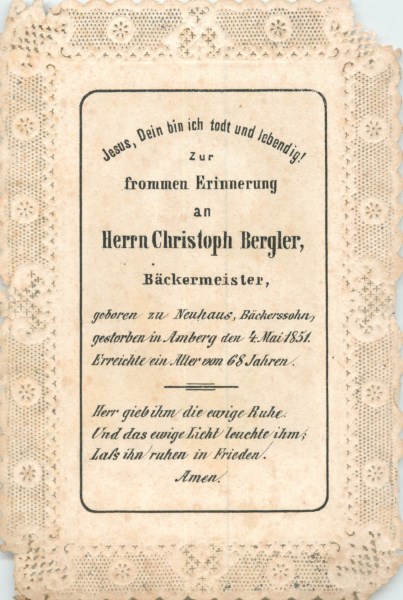 Jesus, Dein bin ich todt und lebendig!
Zur
frommen Erinnerung
an
Herrn Christoph Bergler,
Bäckermeister,
geboren zu Neuhaus, Bäckerssohn,
gestorben in Amberg den 4. Mai 1851.
Erreichte ein Alter von 68 Jahren.
Herr gieb ihm die ewige Ruhe.
Und das ewige Licht leuchte ihm;
Laß ihn ruhen in Frieden.
Amen.